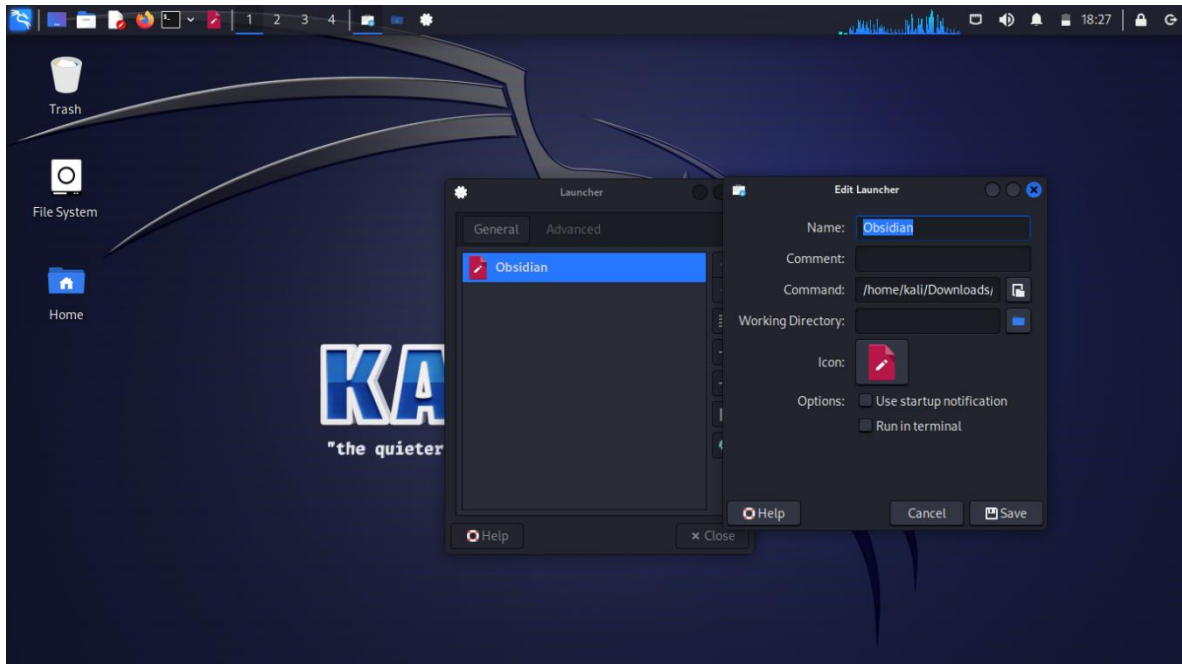 1 2 3 4
18:27
Trash
File System
Home
KA
"the quieter
Launcher
General Advanced
Obsidian
Help
Close
Edit Launcher
Name: Obsidian
Comment:
Command: /home/kali/Downloads/
Working Directory:
Icon:
Options: Use startup notification
Run in terminal
Help Cancel Save